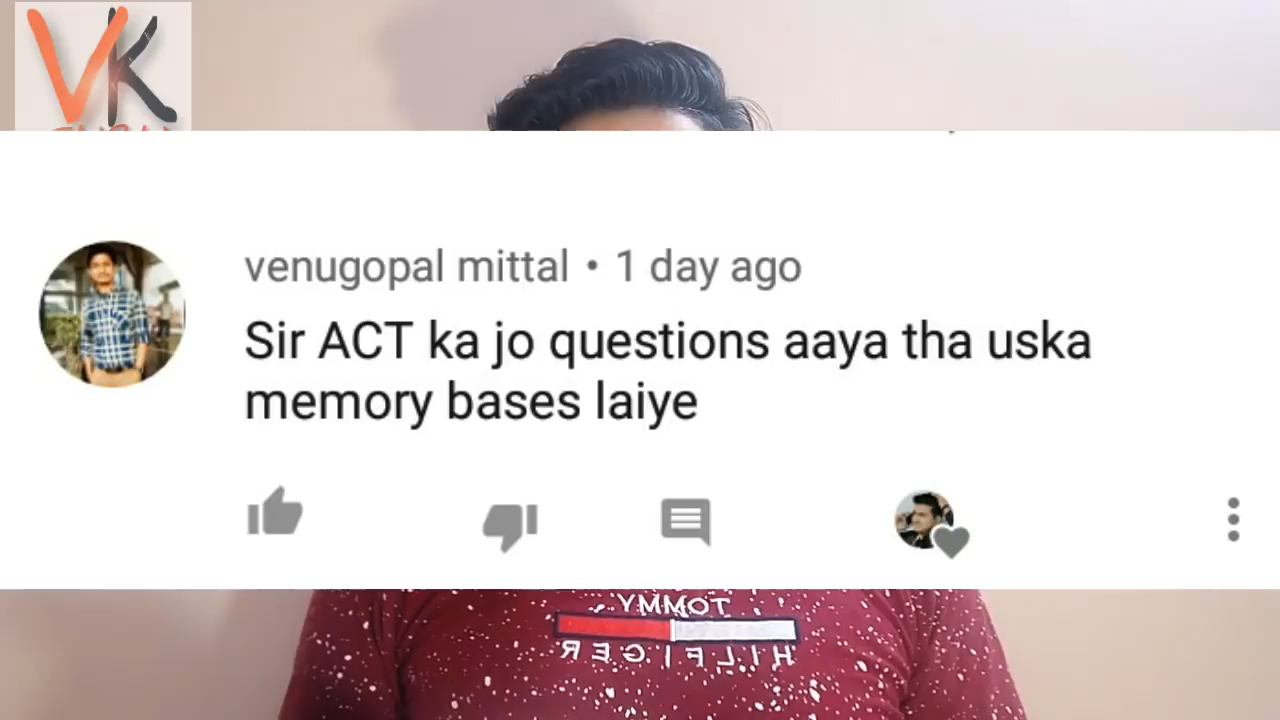 VK
venugopal mittal • 1 day ago
Sir ACT ka jo questions aaya tha uska
memory bases laiye
TOMMY
HILFIGER